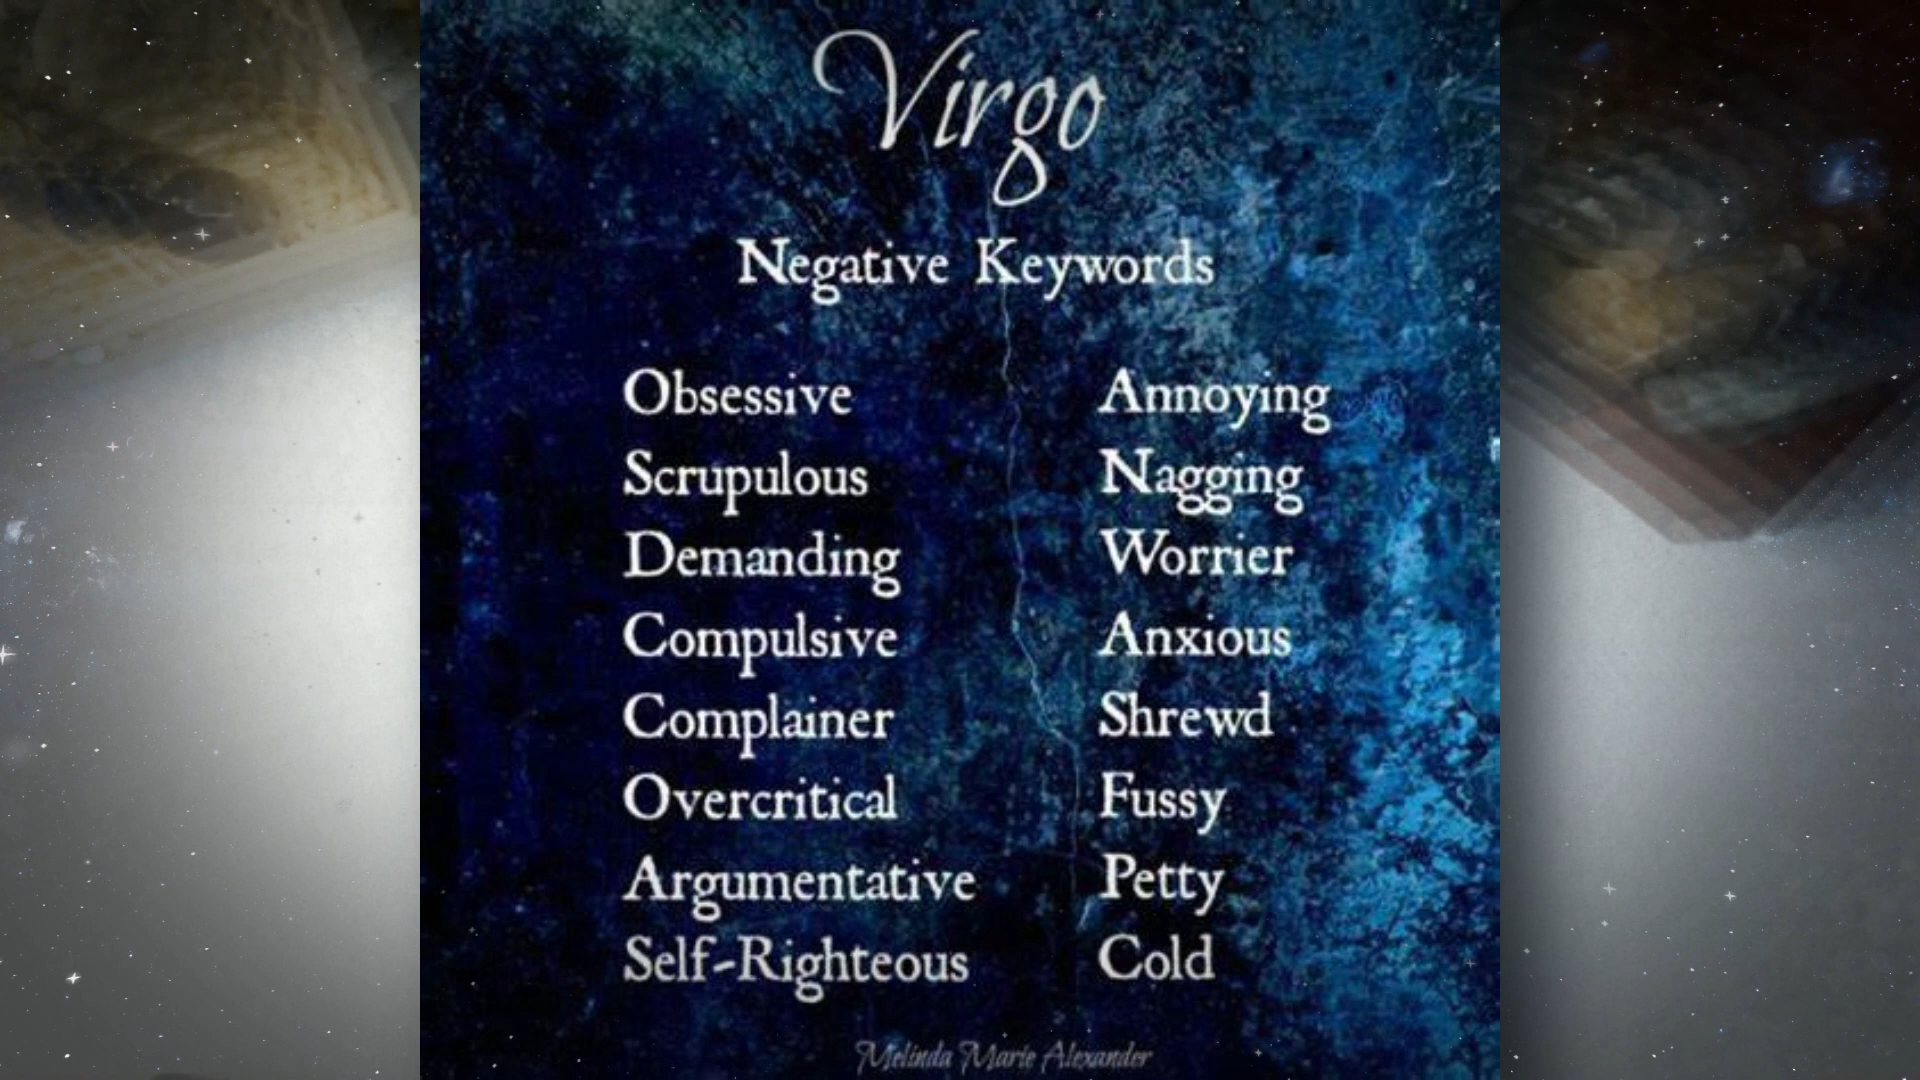 Virgo
Negative Keywords
Obsessive
Scrupulous
Demanding
Compulsive
Complainer
Overcritical
Argumentative
Self-Righteous
Annoying
Nagging
Worrier
Anxious
Shrewd
Fussy
Petty
Cold
Melinda Marie Alexander